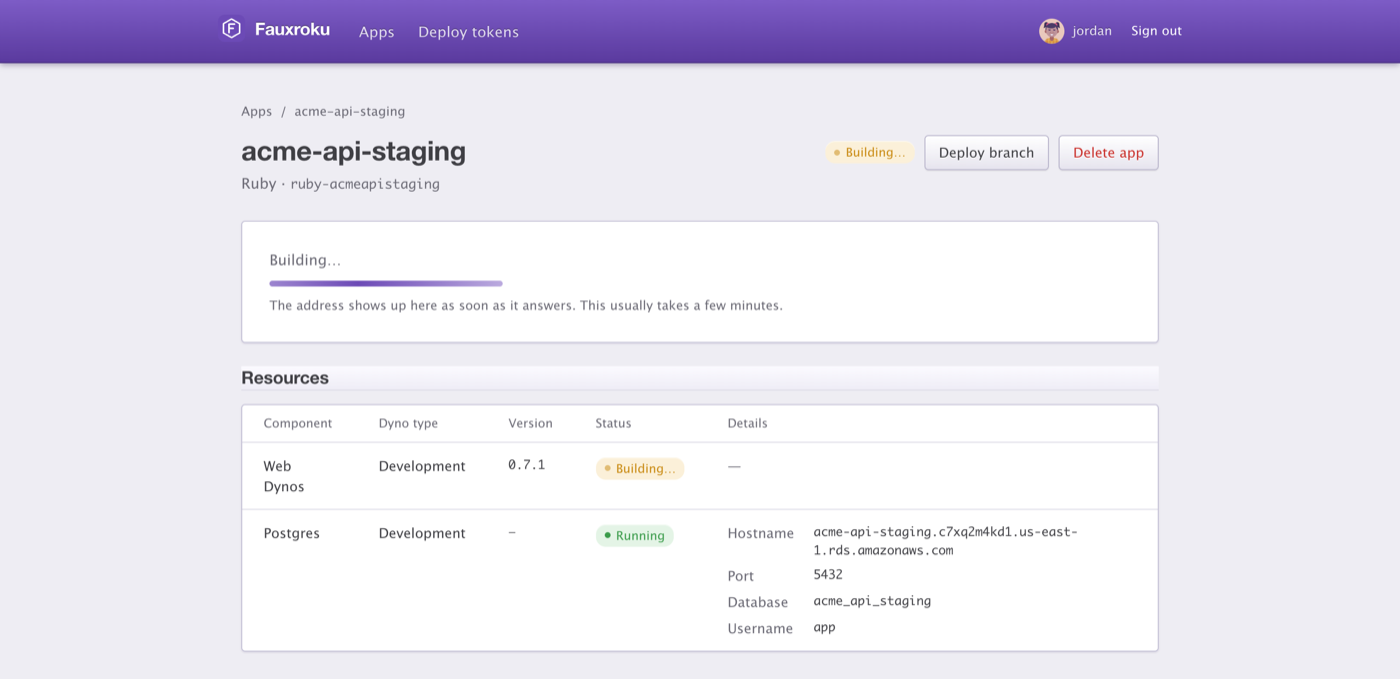 Fauxroku Apps Deploy tokens jordan Sign out
Apps / acme-api-staging
acme-api-staging
Building… Deploy branch Delete app
Ruby · ruby-acmeapistaging
Building…
The address shows up here as soon as it answers. This usually takes a few minutes.
Resources
Component Dyno type Version Status Details
Web Dynos Development 0.7.1 Building… —
Postgres Development – Running Hostname acme-api-staging.c7xq2m4kd1.us-east-
1.rds.amazonaws.com
Port 5432
Database acme_api_staging
Username app